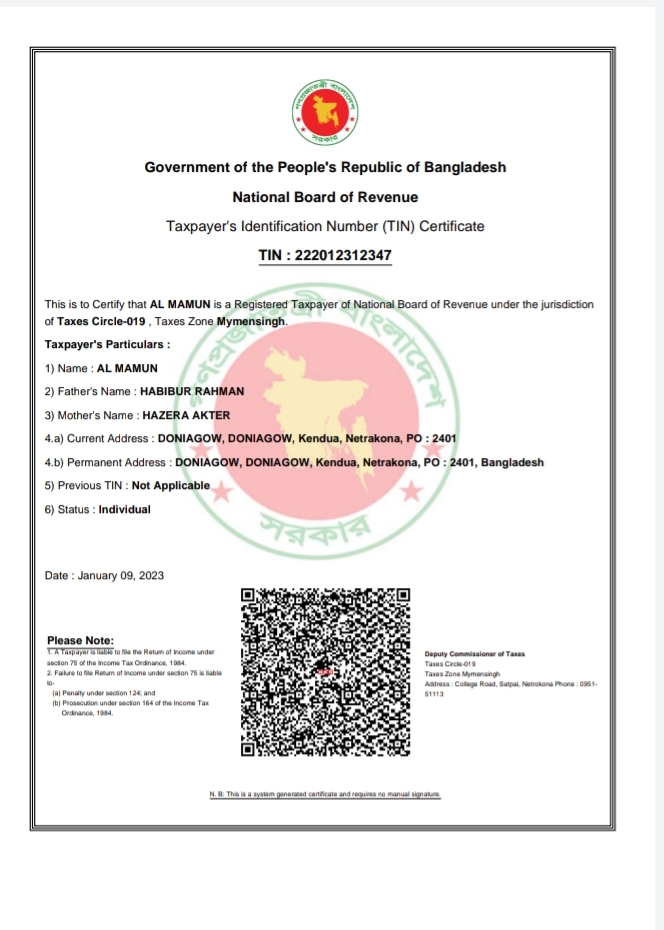 গণপ্রজাতন্ত্রী বাংলাদেশ
সরকার
Government of the People's Republic of Bangladesh
National Board of Revenue
Taxpayer's Identification Number (TIN) Certificate
TIN : 222012312347
This is to Certify that AL MAMUN is a Registered Taxpayer of National Board of Revenue under the jurisdiction
of Taxes Circle-019 , Taxes Zone Mymensingh.
Taxpayer's Particulars :
1) Name : AL MAMUN
2) Father's Name : HABIBUR RAHMAN
3) Mother's Name : HAZERA AKTER
4.a) Current Address : DONIAGOW, DONIAGOW, Kendua, Netrakona, PO : 2401
4.b) Permanent Address : DONIAGOW, DONIAGOW, Kendua, Netrakona, PO : 2401, Bangladesh
5) Previous TIN : Not Applicable
6) Status : Individual
গণপ্রজাতন্ত্রী বাংলাদেশ
সরকার
Date : January 09, 2023
Please Note:
1. A Taxpayer is liable to file the Return of Income under
section 75 of the Income Tax Ordinance, 1984.
2. Failure to file Return of Income under section 75 is liable
to-
(a) Penalty under section 124; and
(b) Prosecution under section 164 of the Income Tax
Ordinance, 1984.
Deputy Commissioner of Taxes
Taxes Circle-019
Taxes Zone Mymensingh
Address : College Road, Satpai, Netrokona Phone : 0951-
51113
N. B: This is a system generated certificate and requires no manual signature.